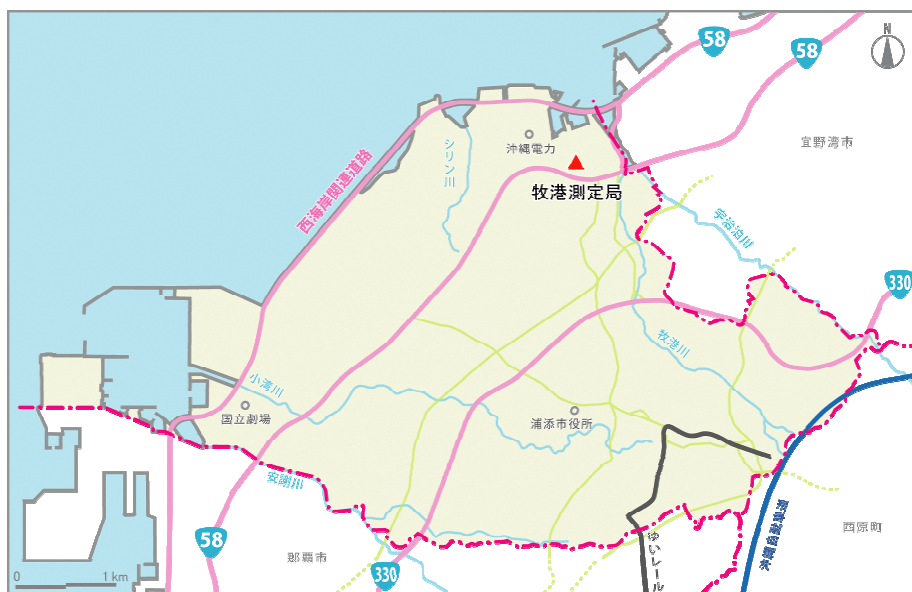 58
58
N
宜野湾市
沖縄電力
シリン川
牧港測定局
西海岸関連道路
宇治泊川
330
牧港川
小湾川
国立劇場
浦添市役所
安謝川
58
那覇市
330
ゆいレール
沖縄自動車道
西原町
0 1 km